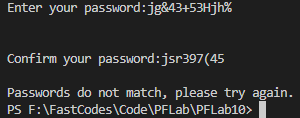 Enter your password:jg&43+53Hjh%
Confirm your password:jsr397(45
Passwords do not match, please try again.
PS F:\FastCodes\Code\PFLab\PFLab10>